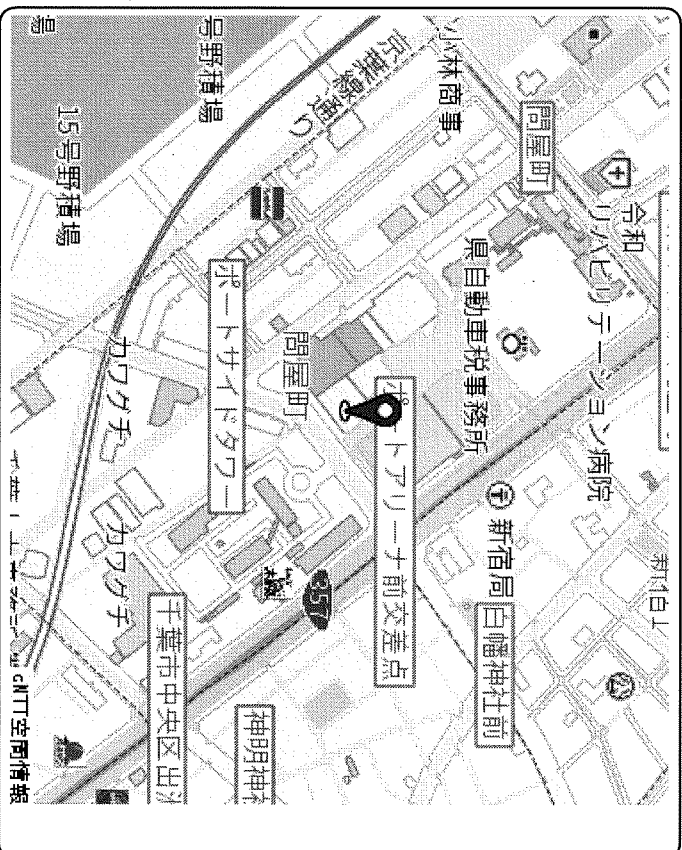 号野積場
15号野積場
京葉線通り
小林商事
問屋町
令和
リハビリテーション病院
県自動車税事務所
ポートサイドタワー
問屋町
ポートアリーナ前交差点
新宿局
白幡神社前
カワグチ
カワグチ
357
千葉市中央区出
神明神
NTT空間情報